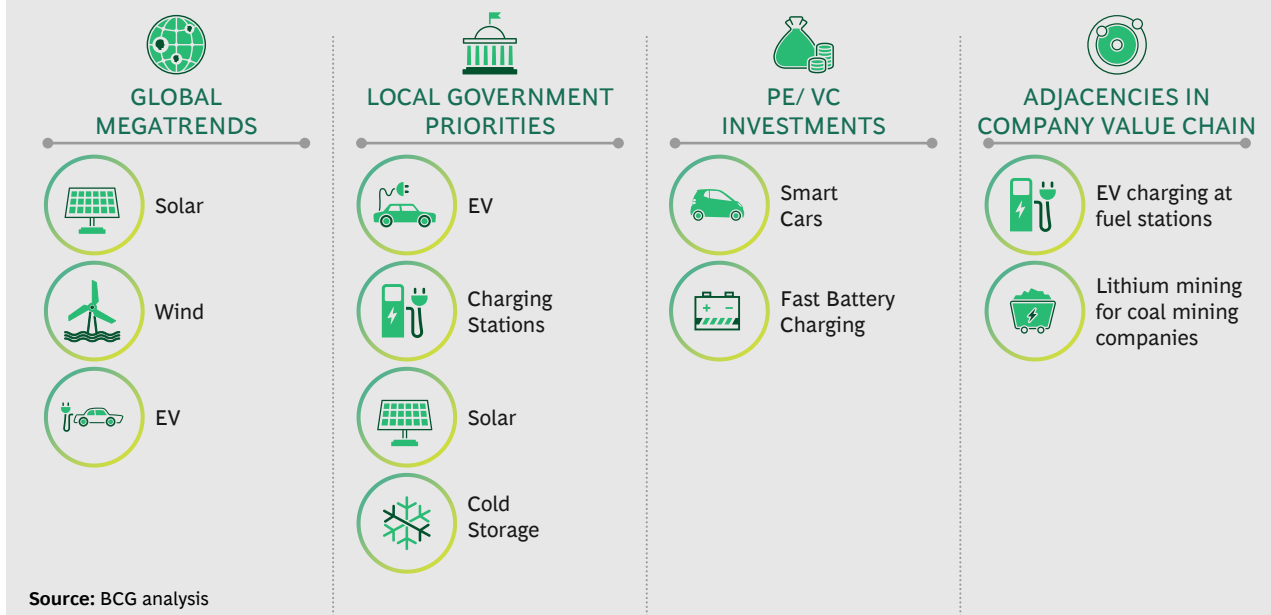 GLOBAL
MEGATRENDS
Solar
Wind
EV
LOCAL GOVERNMENT
PRIORITIES
EV
Charging
Stations
Solar
Cold
Storage
PE/ VC
INVESTMENTS
Smart
Cars
Fast Battery
Charging
ADJACENCIES IN
COMPANY VALUE CHAIN
EV charging at
fuel stations
Lithium mining
for coal mining
companies
Source: BCG analysis